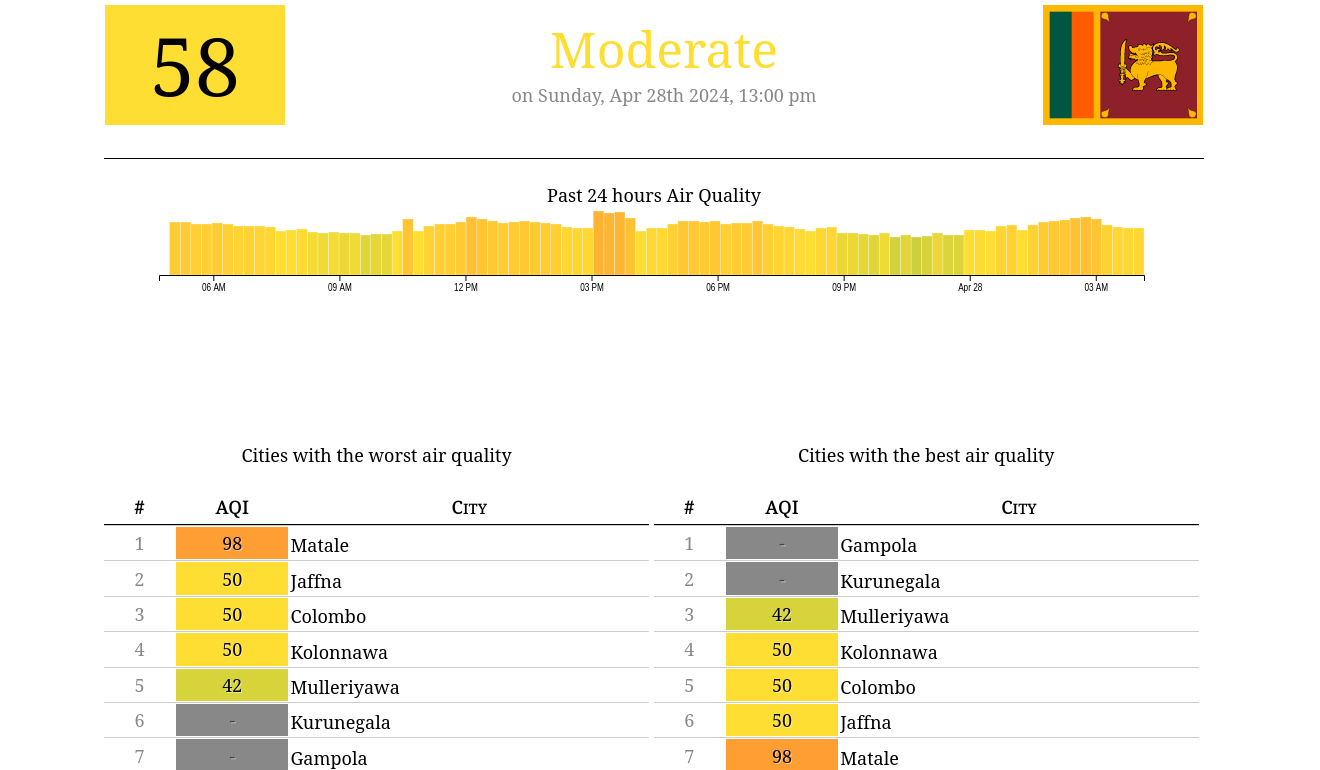 58
Moderate
on Sunday, Apr 28th 2024, 13:00 pm
Past 24 hours Air Quality
06 AM 09 AM 12 PM 03 PM 06 PM 09 PM Apr 28 03 AM
Cities with the worst air quality
# AQI City
1 98 Matale
2 50 Jaffna
3 50 Colombo
4 50 Kolonnawa
5 42 Mulleriyawa
6 - Kurunegala
7 - Gampola
Cities with the best air quality
# AQI City
1 - Gampola
2 - Kurunegala
3 42 Mulleriyawa
4 50 Kolonnawa
5 50 Colombo
6 50 Jaffna
7 98 Matale